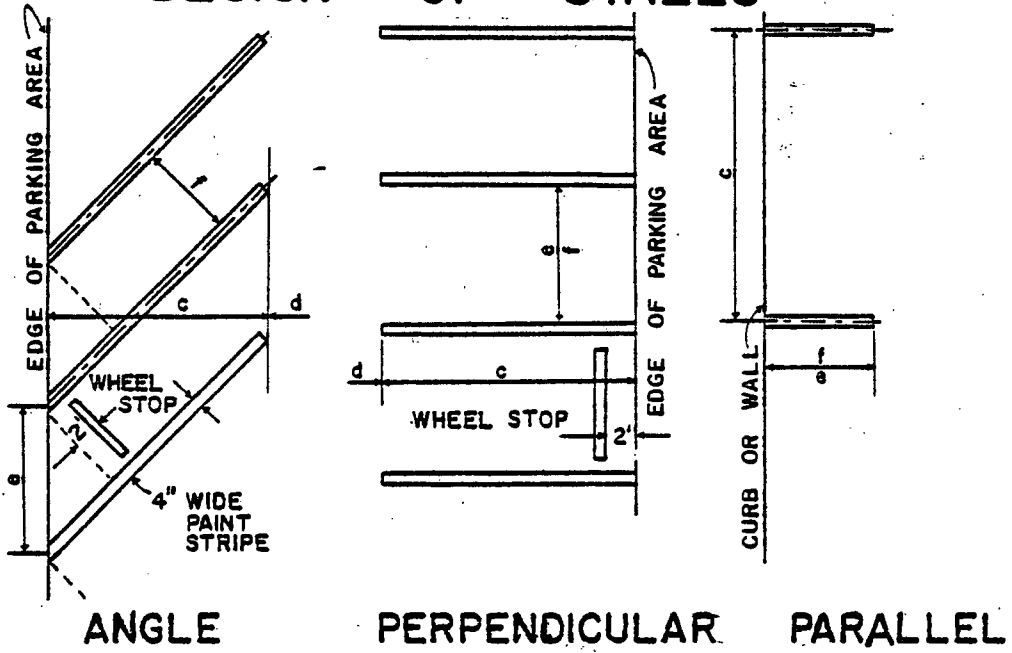 EDGE OF PARKING AREA
f
c
d
WHEEL
STOP
2'
e
4" WIDE
PAINT
STRIPE
ANGLE
EDGE OF PARKING AREA
e
f
d
c
WHEEL STOP
2'
PERPENDICULAR
c
CURB OR WALL
f
e
PARALLEL